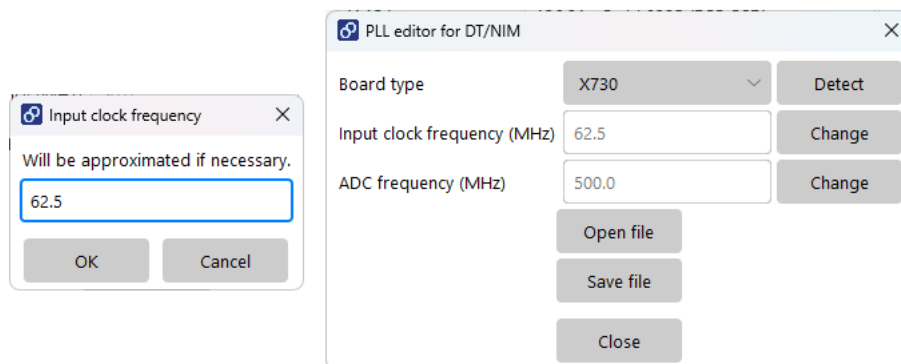 Input clock frequency
Will be approximated if necessary.
62.5
OK Cancel
PLL editor for DT/NIM
Board type X730 Detect
Input clock frequency (MHz) 62.5 Change
ADC frequency (MHz) 500.0 Change
Open file
Save file
Close